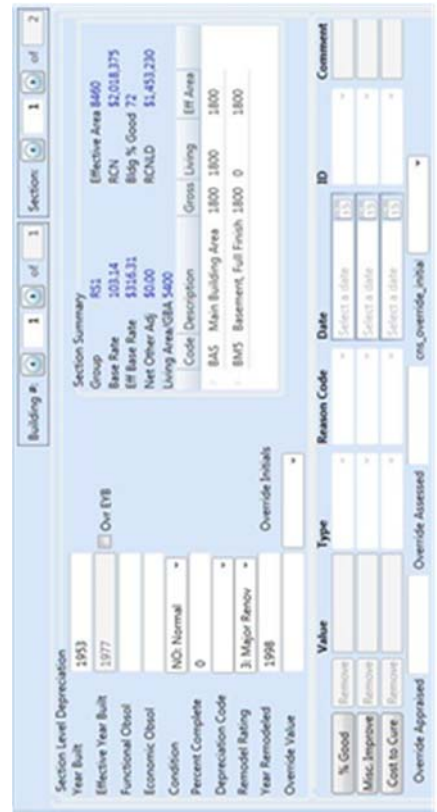 Building #: 1 of 1 Section: 1 of 2
Section Level Depreciation
Year Built 1953
Effective Year Built 1977 Ovr EYB
Functional Obsol
Economic Obsol
Condition NO: Normal
Percent Complete 0
Depreciation Code
Remodel Rating 3: Major Renov
Year Remodeled 1998 Override Initials
Override Value
Section Summary
Group RS1 Effective Area 8460
Base Rate 103.14 RCN $2,018,375
Eff Base Rate $316.31 Bldg % Good 72
Net Other Adj $0.00 RCNLD $1,453,230
Living Area/GBA 5400
Code Description Gross Living Eff Area
BAS Main Building Area 1800 1800 1800
BMS Basement, Full Finish 1800 0 1800
Value Type Reason Code Date ID Comment
% Good Remove Select a date 15
Misc Improve Remove Select a date 15
Cost to Cure Remove Select a date 15
Override Appraised Override Assessed cns_override_initial